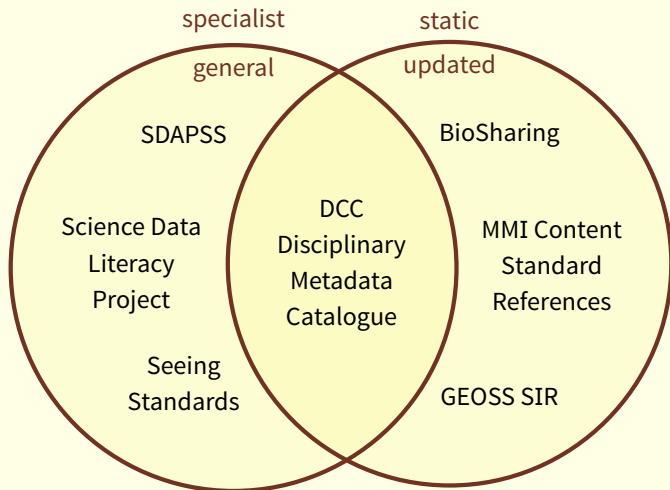 specialist
static
general
updated
SDAPSS
BioSharing
Science Data
Literacy
Project
DCC
Disciplinary
Metadata
Catalogue
MMI Content
Standard
References
Seeing
Standards
GEOSS SIR